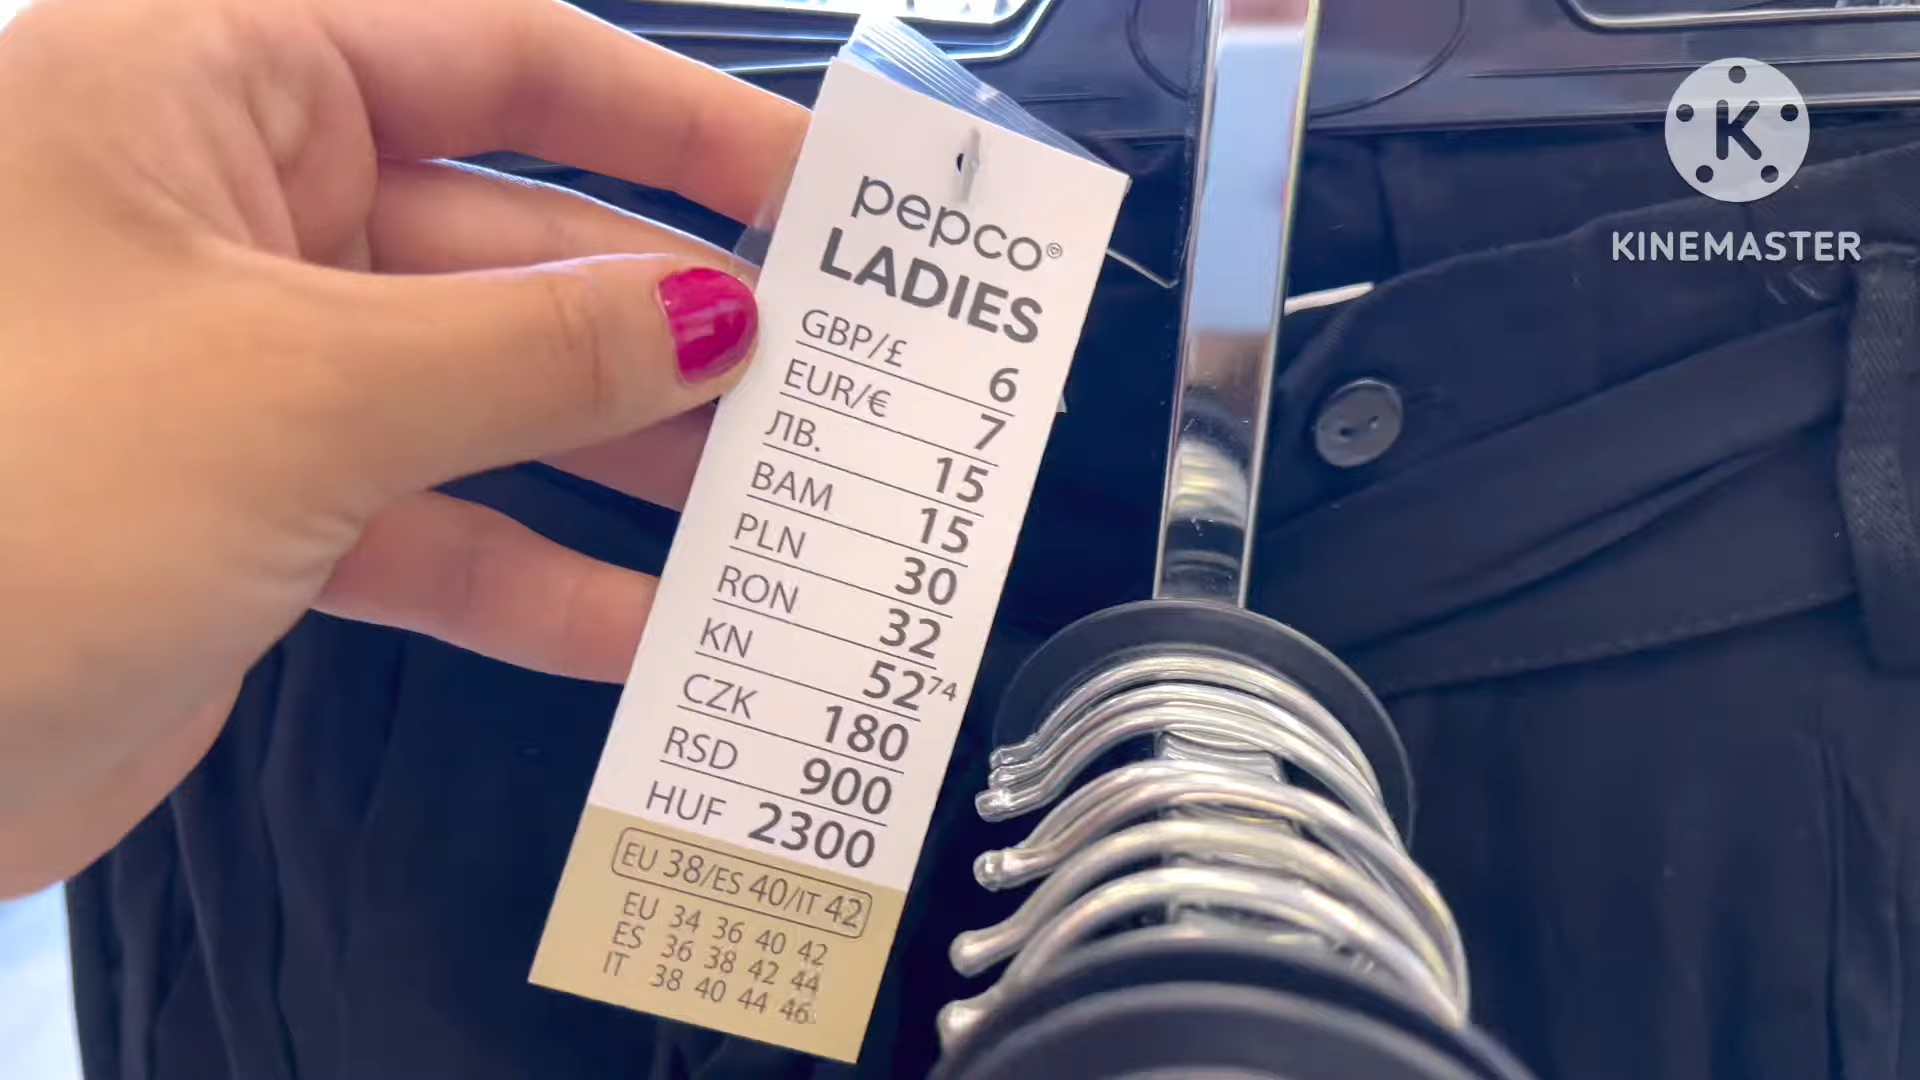 pepco®
LADIES
GBP/£ 6
EUR/€ 7
ЛВ. 15
BAM 15
PLN 30
RON 32
KN 52⁷⁴
CZK 180
RSD 900
HUF 2300
EU 38/ES 40/IT 42
EU 34 36 40 42
ES 36 38 42 44
IT 38 40 44 46
K
KINEMASTER